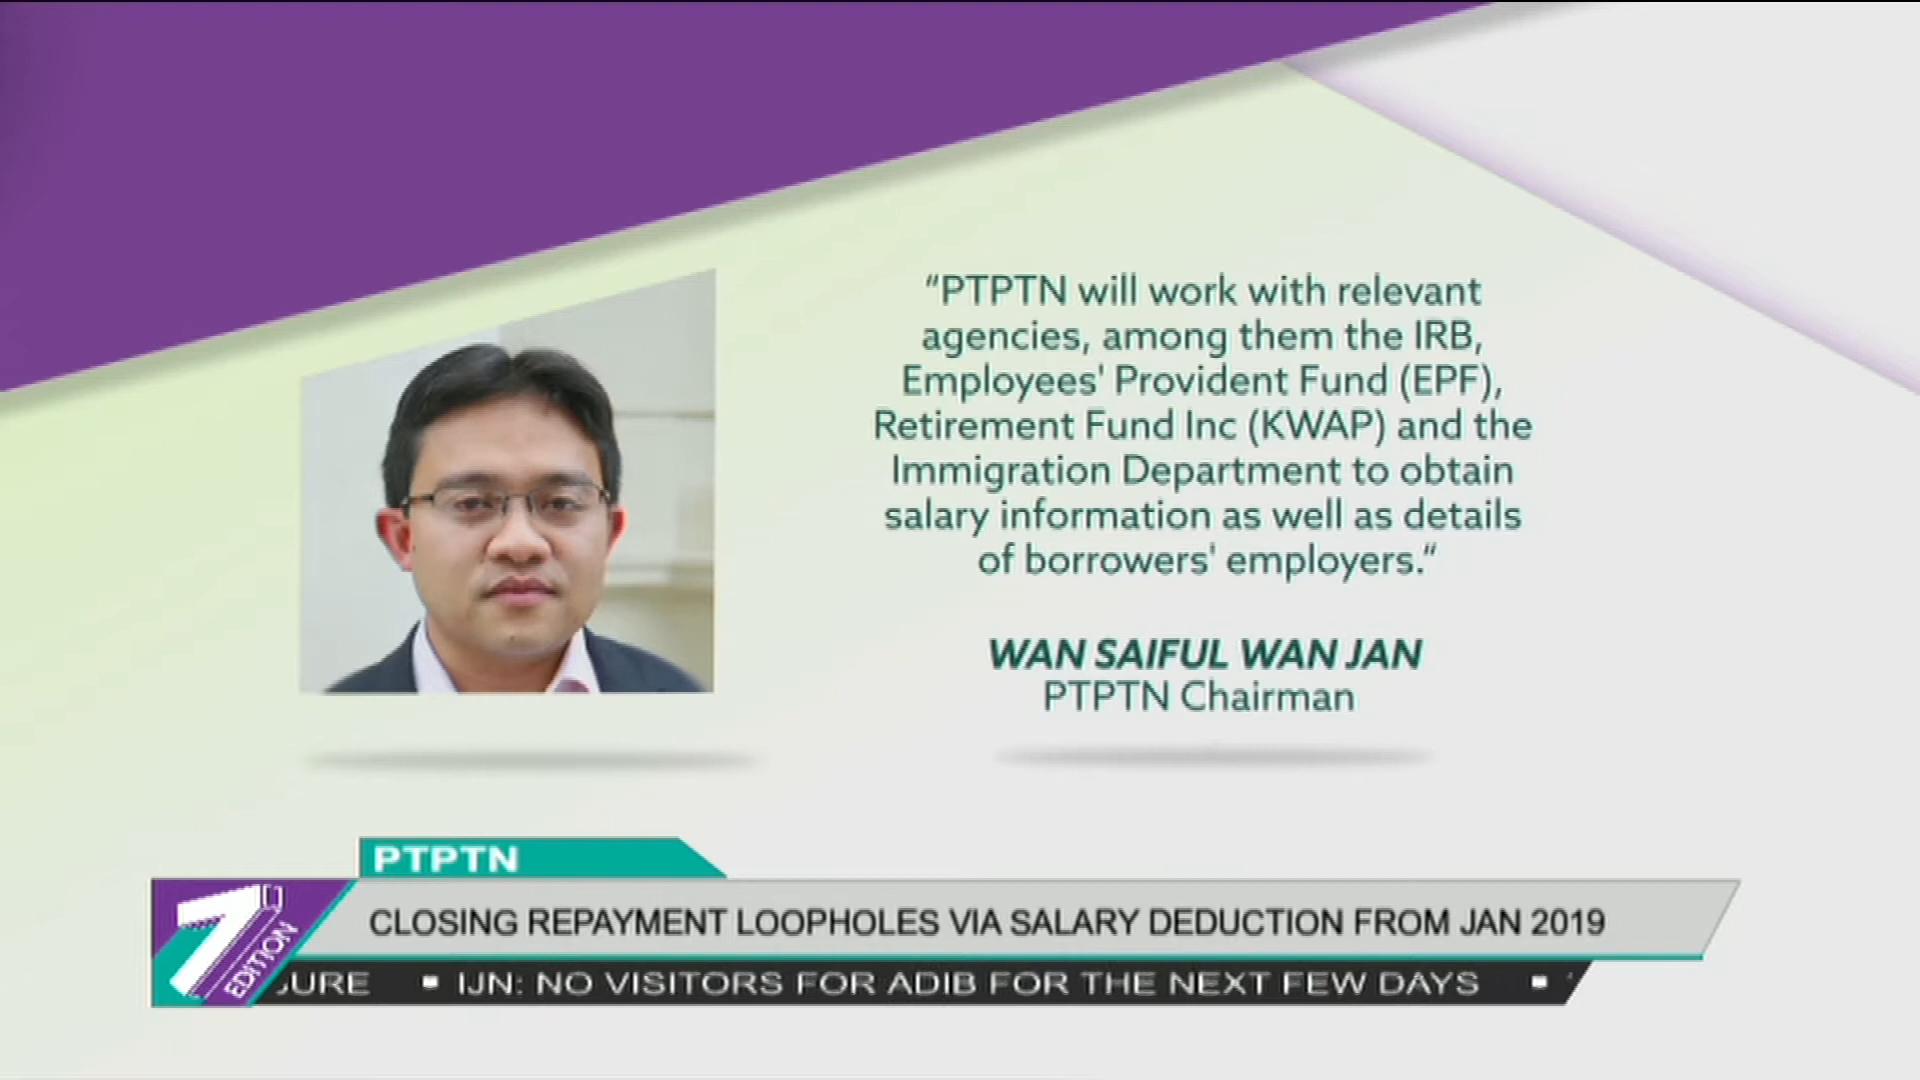 “PTPTN will work with relevant
agencies, among them the IRB,
Employees' Provident Fund (EPF),
Retirement Fund Inc (KWAP) and the
Immigration Department to obtain
salary information as well as details
of borrowers' employers.“
WAN SAIFUL WAN JAN
PTPTN Chairman
PTPTN
CLOSING REPAYMENT LOOPHOLES VIA SALARY DEDUCTION FROM JAN 2019
7 EDITION
IJN: NO VISITORS FOR ADIB FOR THE NEXT FEW DAYS